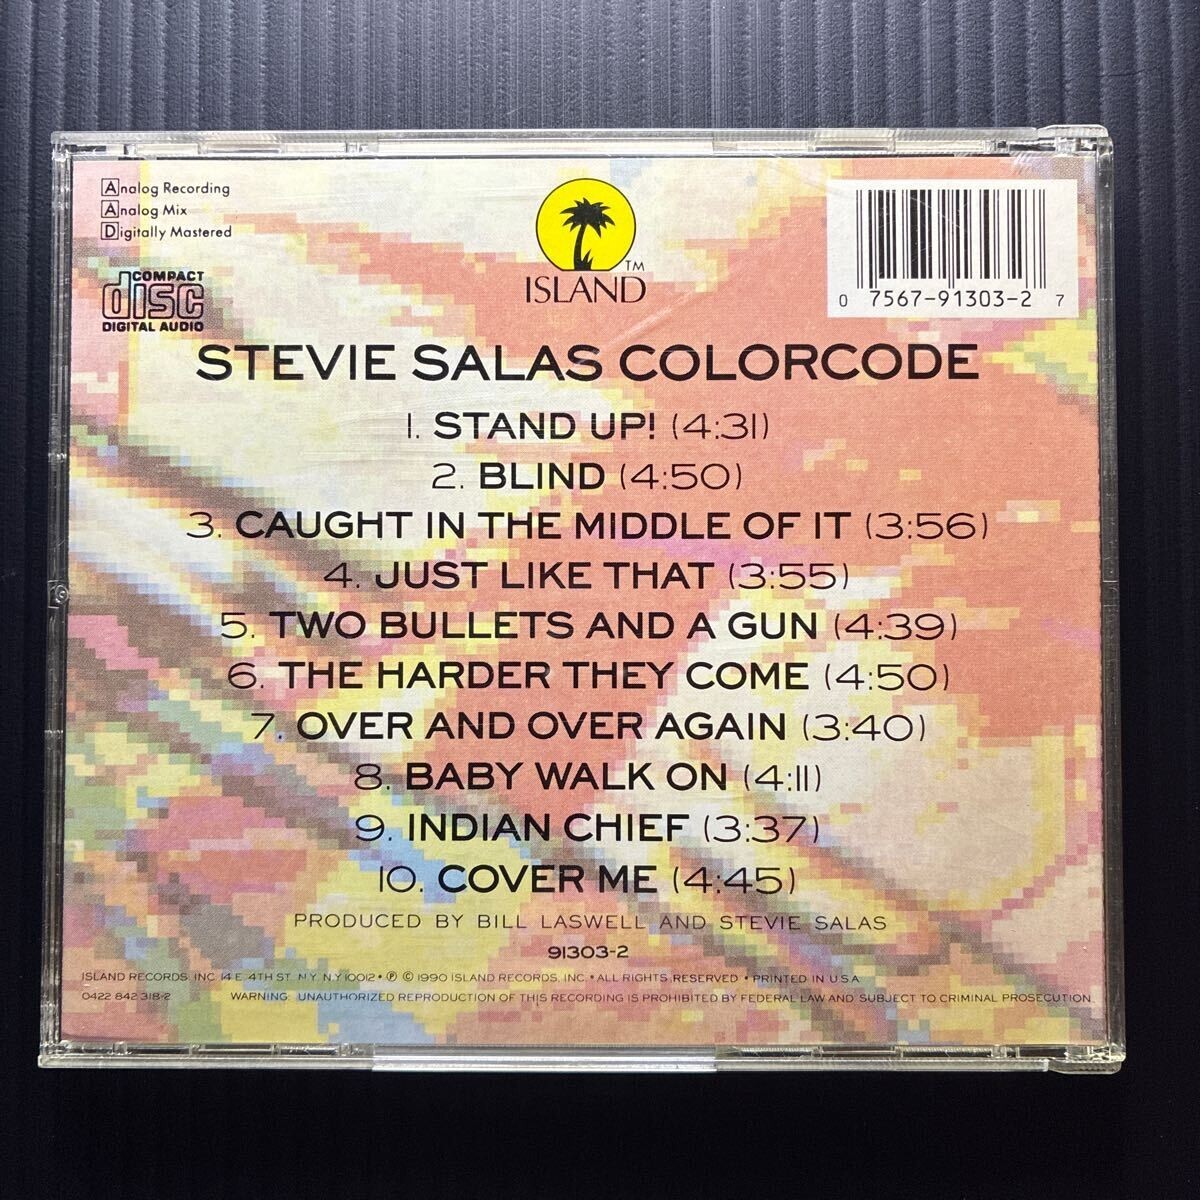 Analog Recording
Analog Mix
Digitally Mastered
COMPACT
disc
DIGITAL AUDIO
TM
ISLAND
0 7567-91303-2 7
STEVIE SALAS COLORCODE
1. STAND UP! (4:31)
2. BLIND (4:50)
3. CAUGHT IN THE MIDDLE OF IT (3:56)
4. JUST LIKE THAT (3:55)
5. TWO BULLETS AND A GUN (4:39)
6. THE HARDER THEY COME (4:50)
7. OVER AND OVER AGAIN (3:40)
8. BABY WALK ON (4:11)
9. INDIAN CHIEF (3:37)
10. COVER ME (4:45)
PRODUCED BY BILL LASWELL AND STEVIE SALAS
91303-2
ISLAND RECORDS, INC. 14 E. 4TH ST. N.Y. N.Y 10012 • ℗ © 1990 ISLAND RECORDS, INC. • ALL RIGHTS RESERVED • PRINTED IN U.S.A
0422 842 318-2 WARNING: UNAUTHORIZED REPRODUCTION OF THIS RECORDING IS PROHIBITED BY FEDERAL LAW AND SUBJECT TO CRIMINAL PROSECUTION.